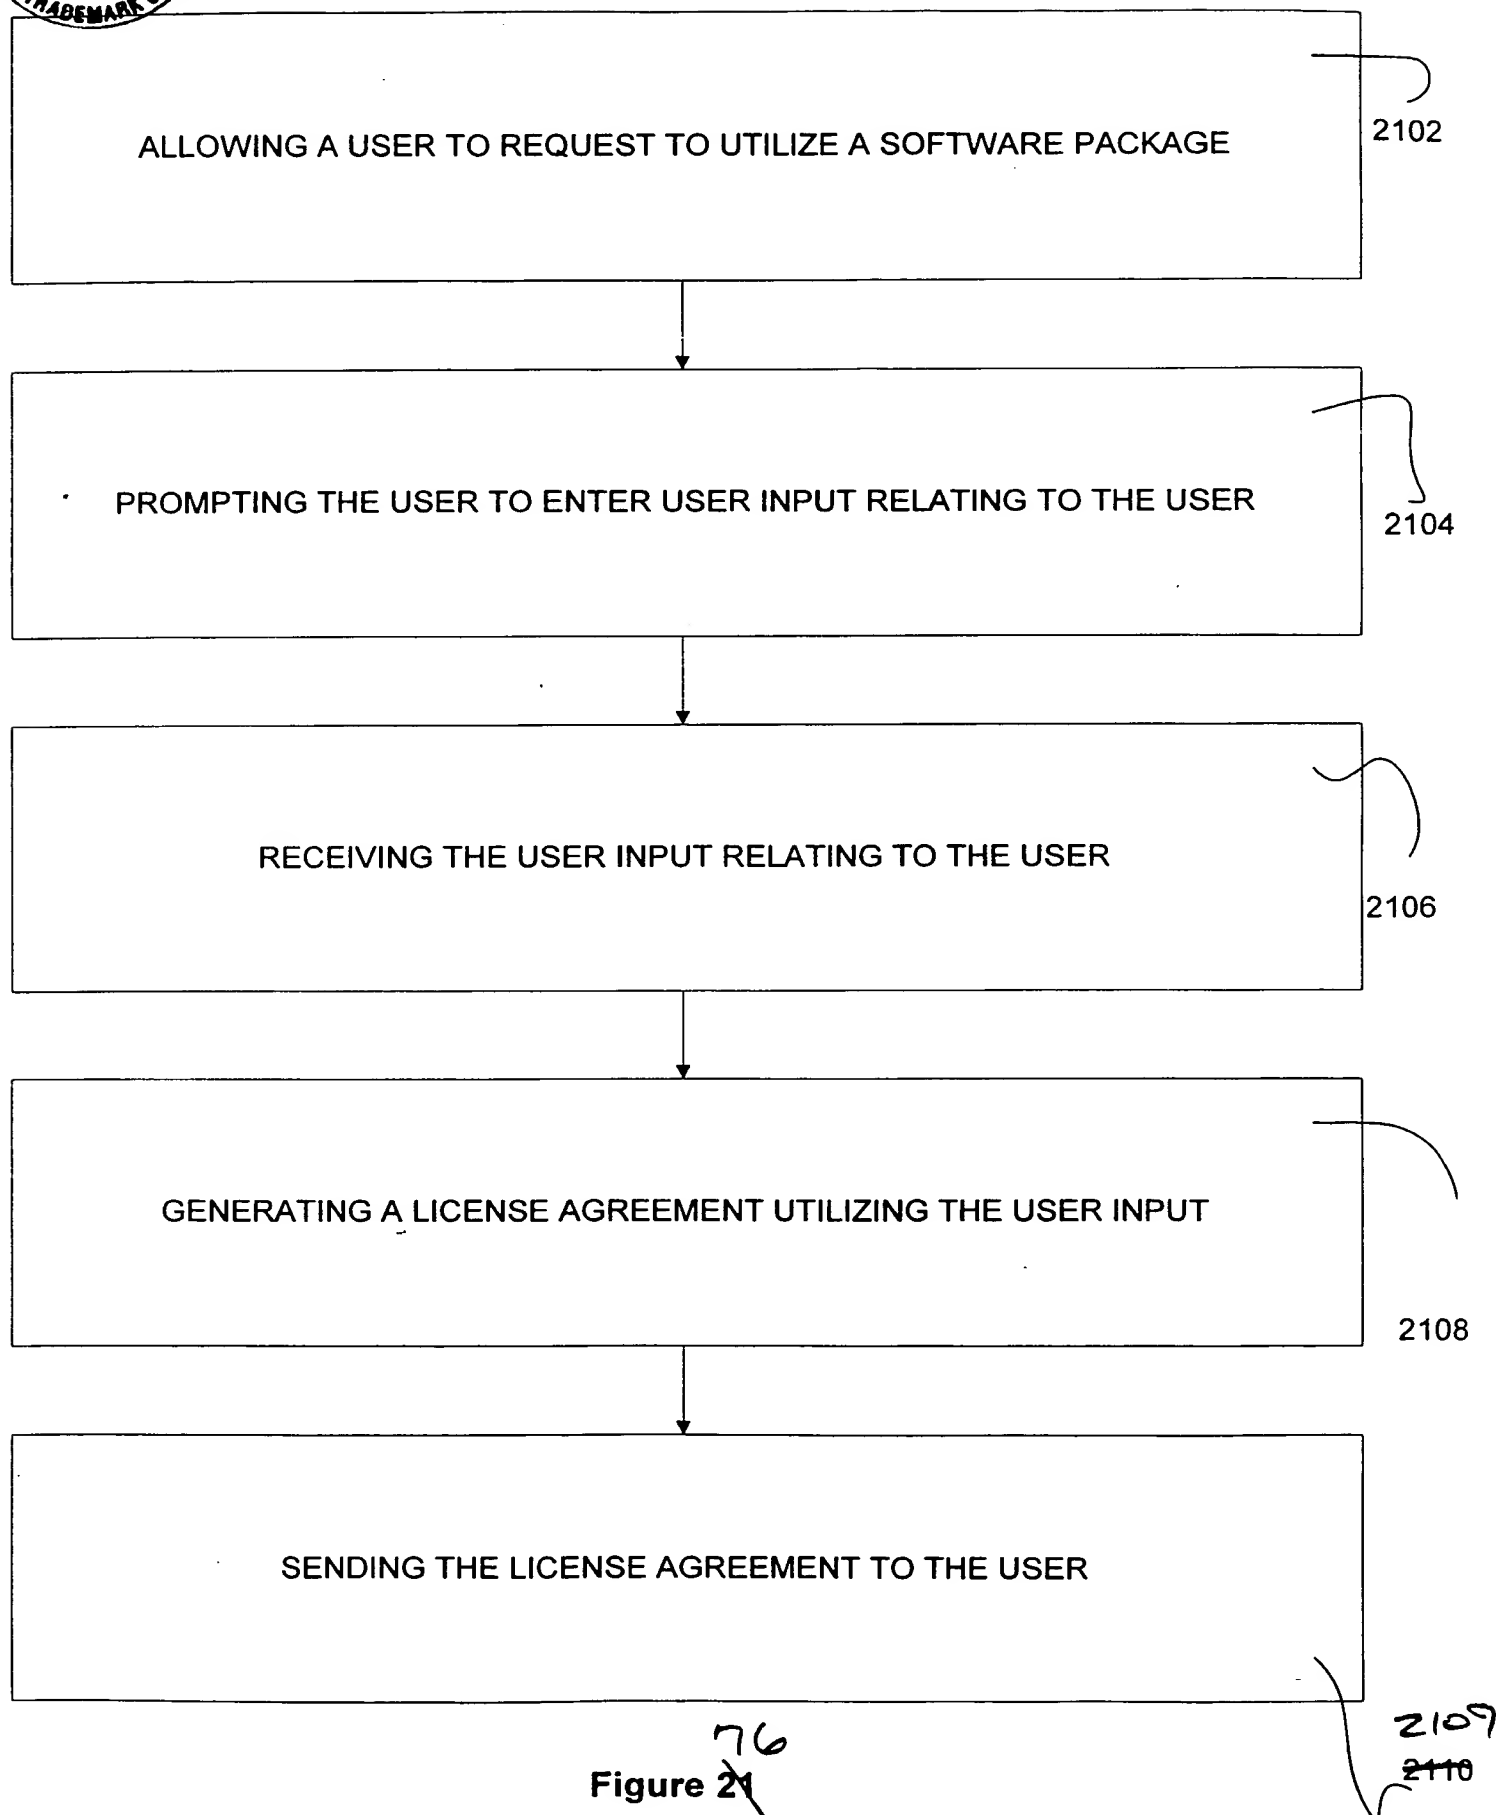 TRADEMARK
ALLOWING A USER TO REQUEST TO UTILIZE A SOFTWARE PACKAGE
2102
PROMPTING THE USER TO ENTER USER INPUT RELATING TO THE USER
2104
RECEIVING THE USER INPUT RELATING TO THE USER
2106
GENERATING A LICENSE AGREEMENT UTILIZING THE USER INPUT
2108
SENDING THE LICENSE AGREEMENT TO THE USER
2109
2110
76
Figure 21